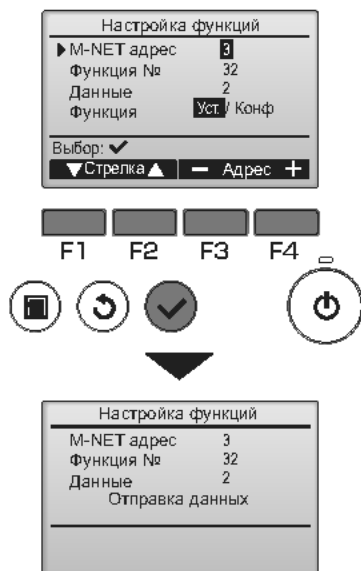 Настройка функций
M-NET адрес 3
Функция № 32
Данные 2
Функция Уст. / Конф
Выбор: ✔
▼Стрелка▲ — Адрес +
F1 F2 F3 F4
Настройка функций
M-NET адрес 3
Функция № 32
Данные 2
Отправка данных